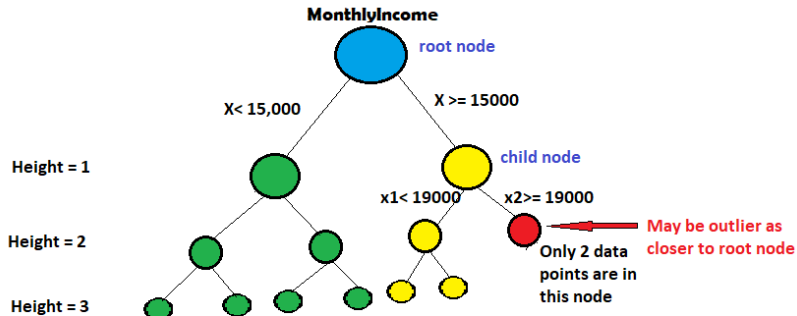 MonthlyIncome
root node
X< 15,000
X >= 15000
Height = 1
child node
x1< 19000
x2>= 19000
Height = 2
May be outlier as
closer to root node
Only 2 data
points are in
this node
Height = 3